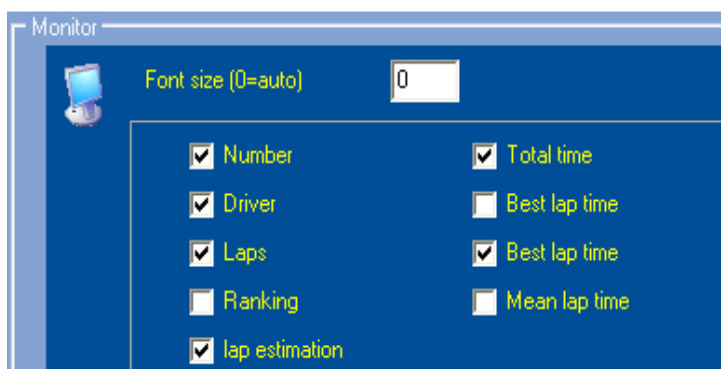 Monitor
Font size (0=auto) 0
Number Total time
Driver Best lap time
Laps Best lap time
Ranking Mean lap time
lap estimation